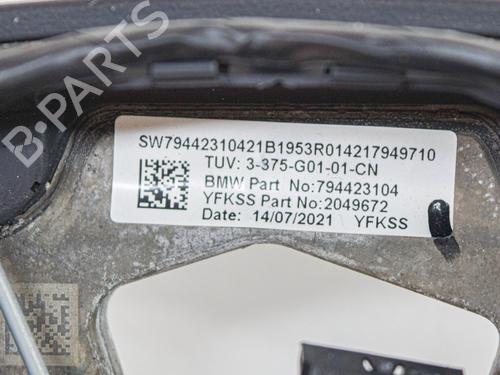 B-PARTS
SW79442310421B1953R014217949710
TUV: 3-375-G01-01-CN
BMW Part No:794423104
YFKSS Part No:2049672
Date: 14/07/2021 YFKSS